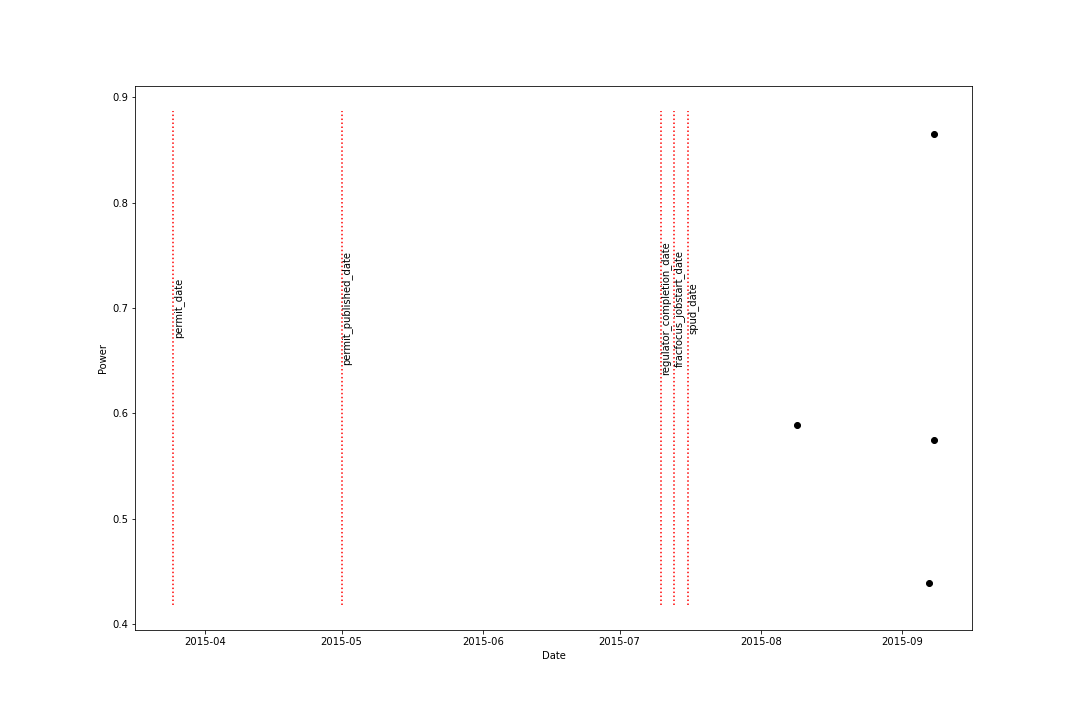 0.9
0.8
0.7
0.6
0.5
0.4
Power
permit_date
permit_published_date
regulator_completion_date
fracfocus_jobstart_date
spud_date
2015-04
2015-05
2015-06
2015-07
2015-08
2015-09
Date